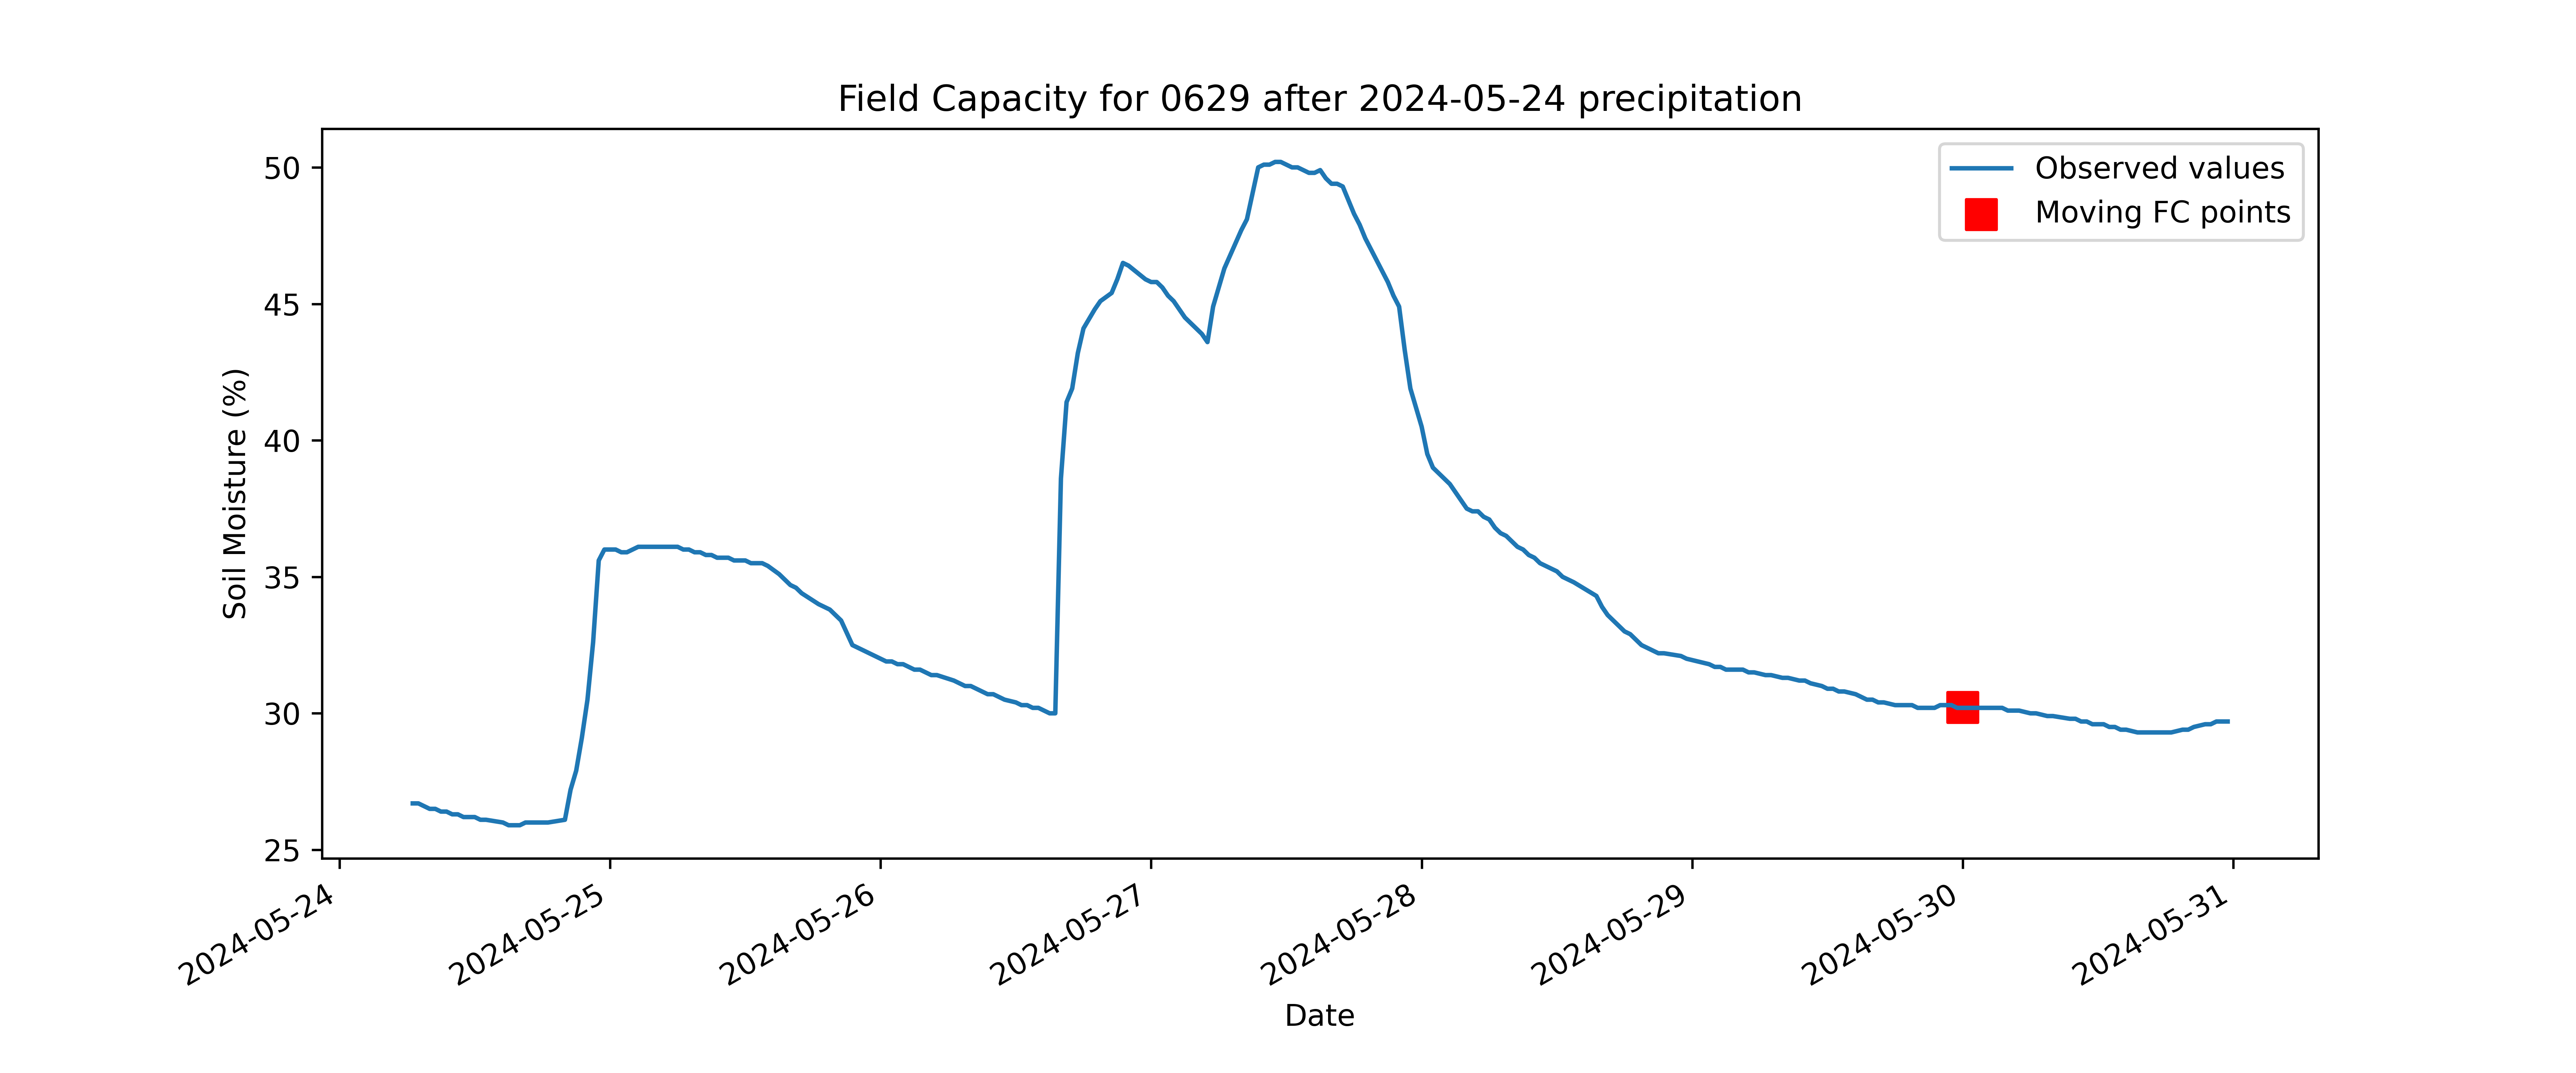 Field Capacity for 0629 after 2024-05-24 precipitation
Observed values
Moving FC points
Soil Moisture (%)
50
45
40
35
30
25
2024-05-24
2024-05-25
2024-05-26
2024-05-27
2024-05-28
2024-05-29
2024-05-30
2024-05-31
Date